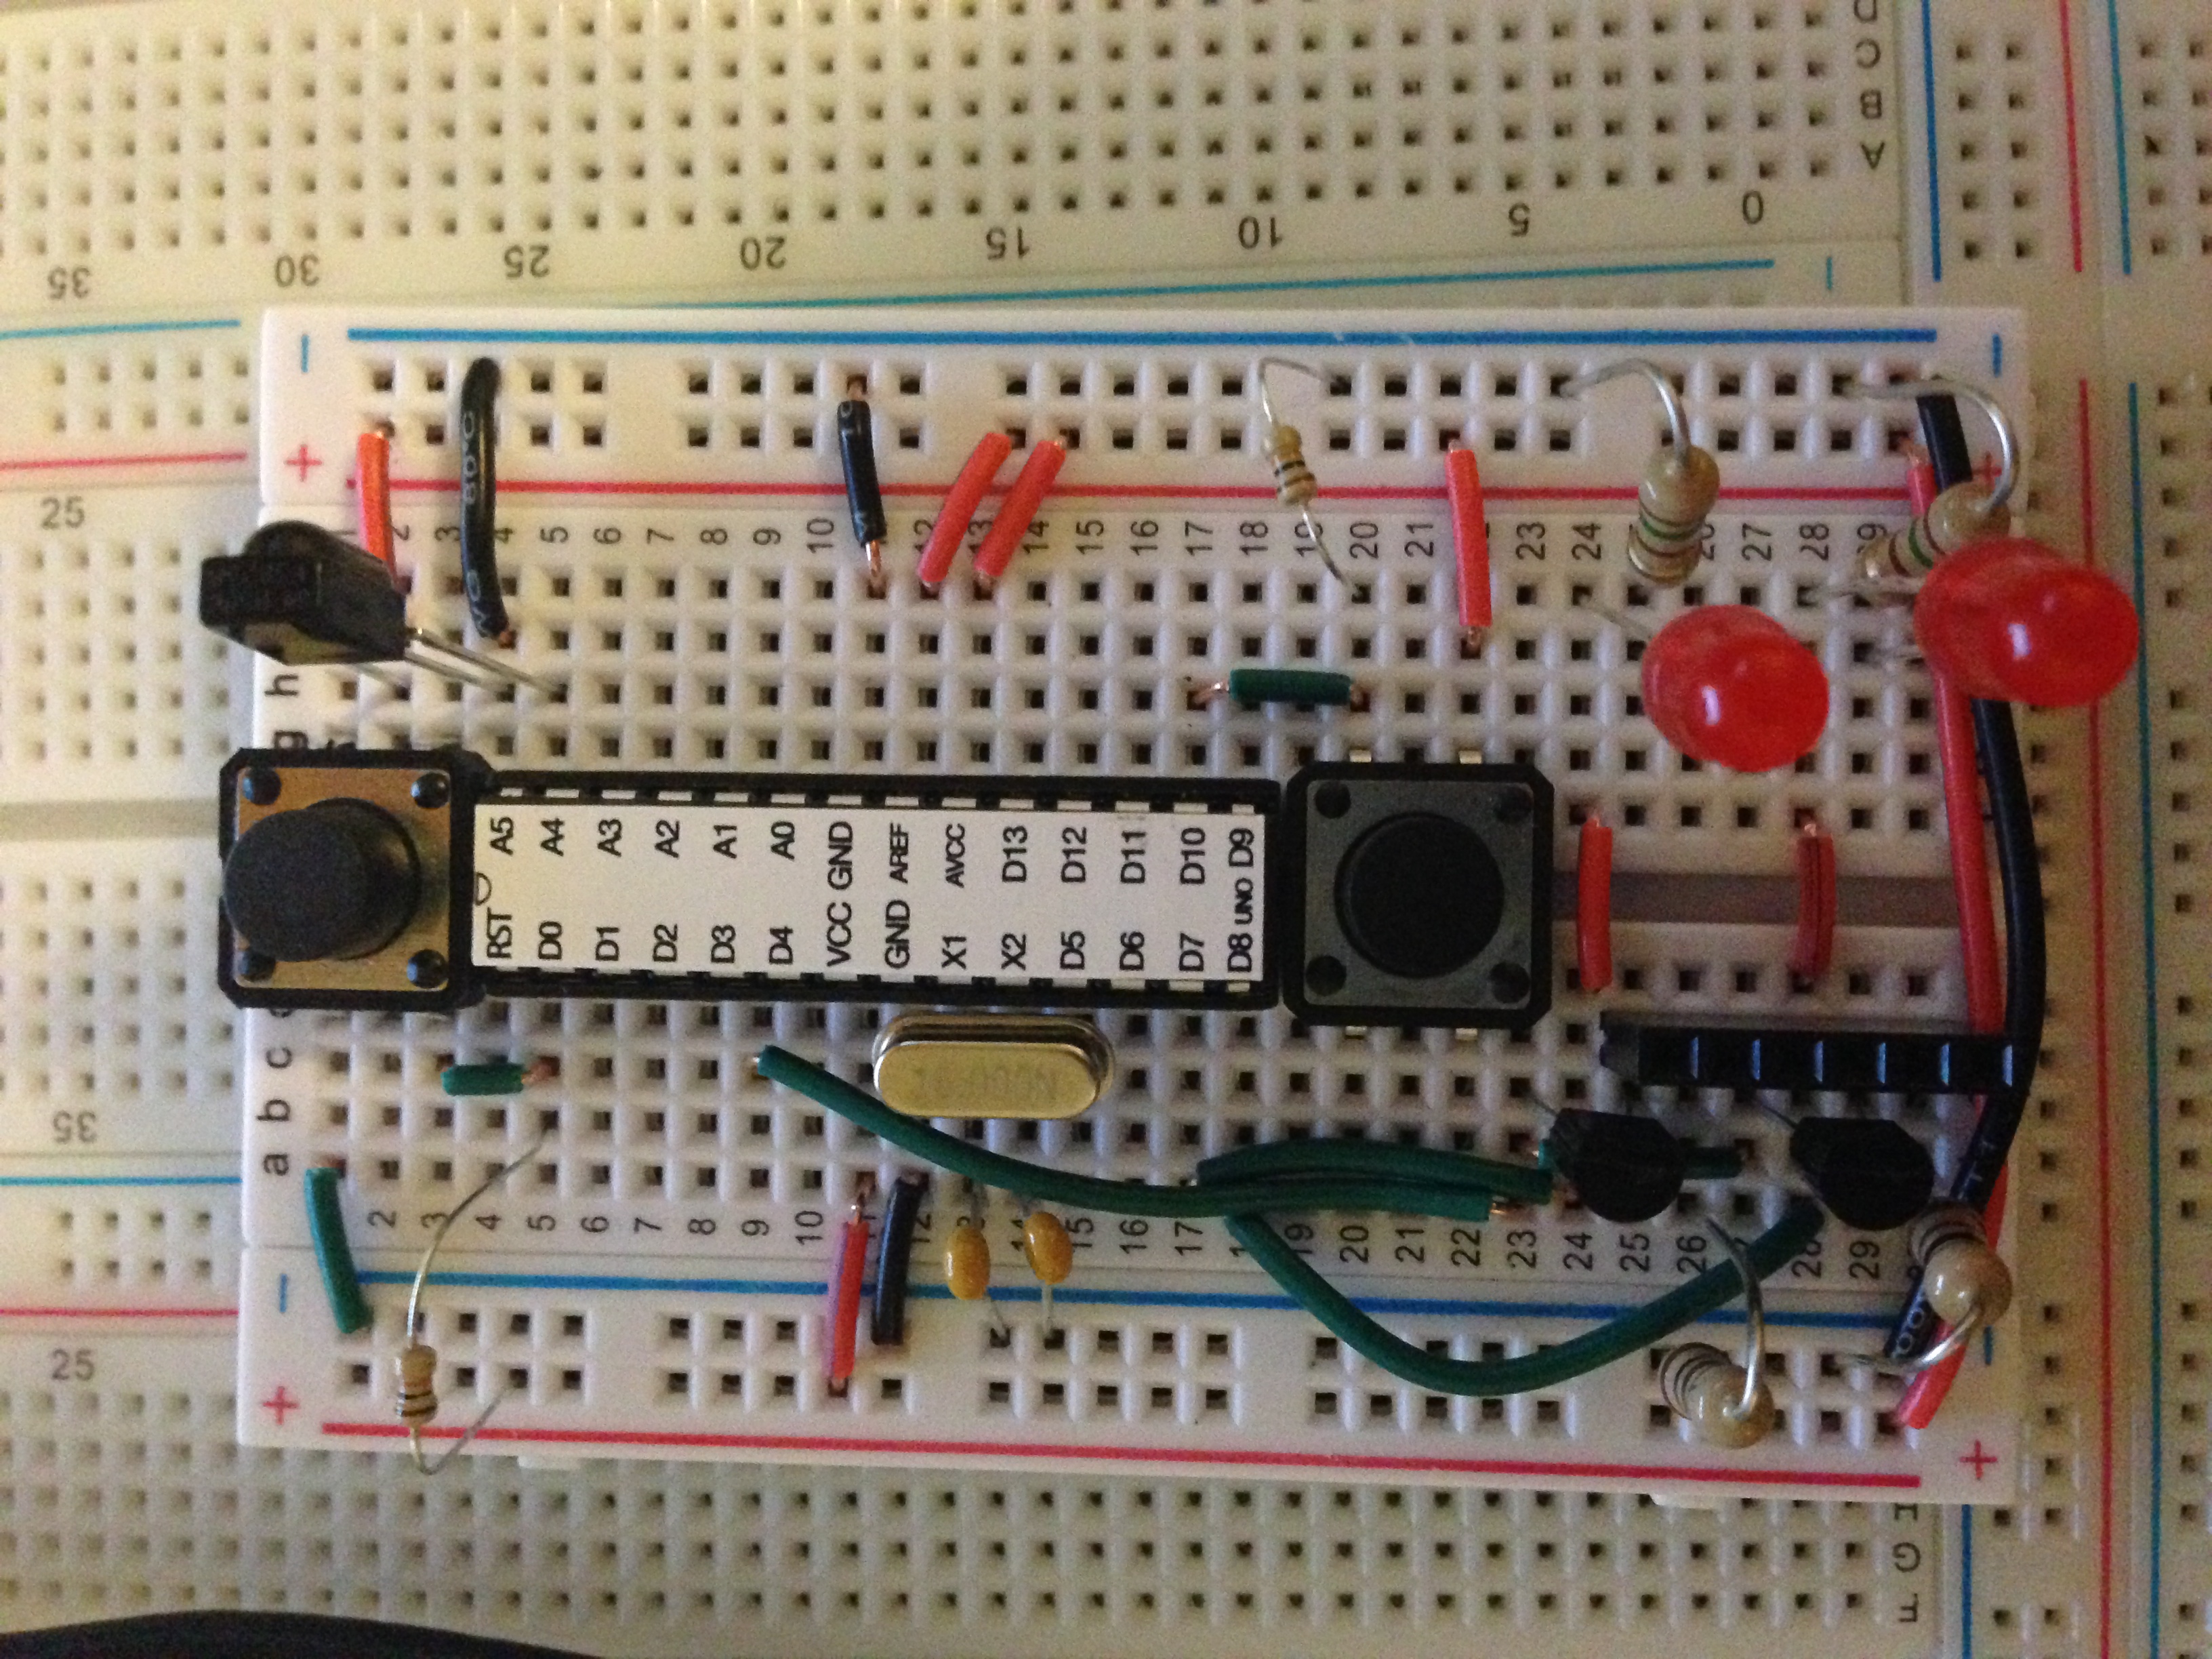 25 35 25 35
+ − a b c g h + −
30
2 2
3 3
4 80°C 4
25
5 5
6 6
7 7
8 8
9 9
20
10 10
12 12
13
15
14 14
15 15
16 16
17 17
18
10
19 19
20 20
21 21
22
5
23 23
24 24
25
26 26
0
27
28 28
29
F G H A B C D
+ − + −
RST A5
D0 A4
D1 A3
D2 A2
D3 A1
D4 A0
VCC GND
GND AREF
X1 AVCC
X2 D13
D5 D12
D6 D11
D7 D10
D8 UNO D9